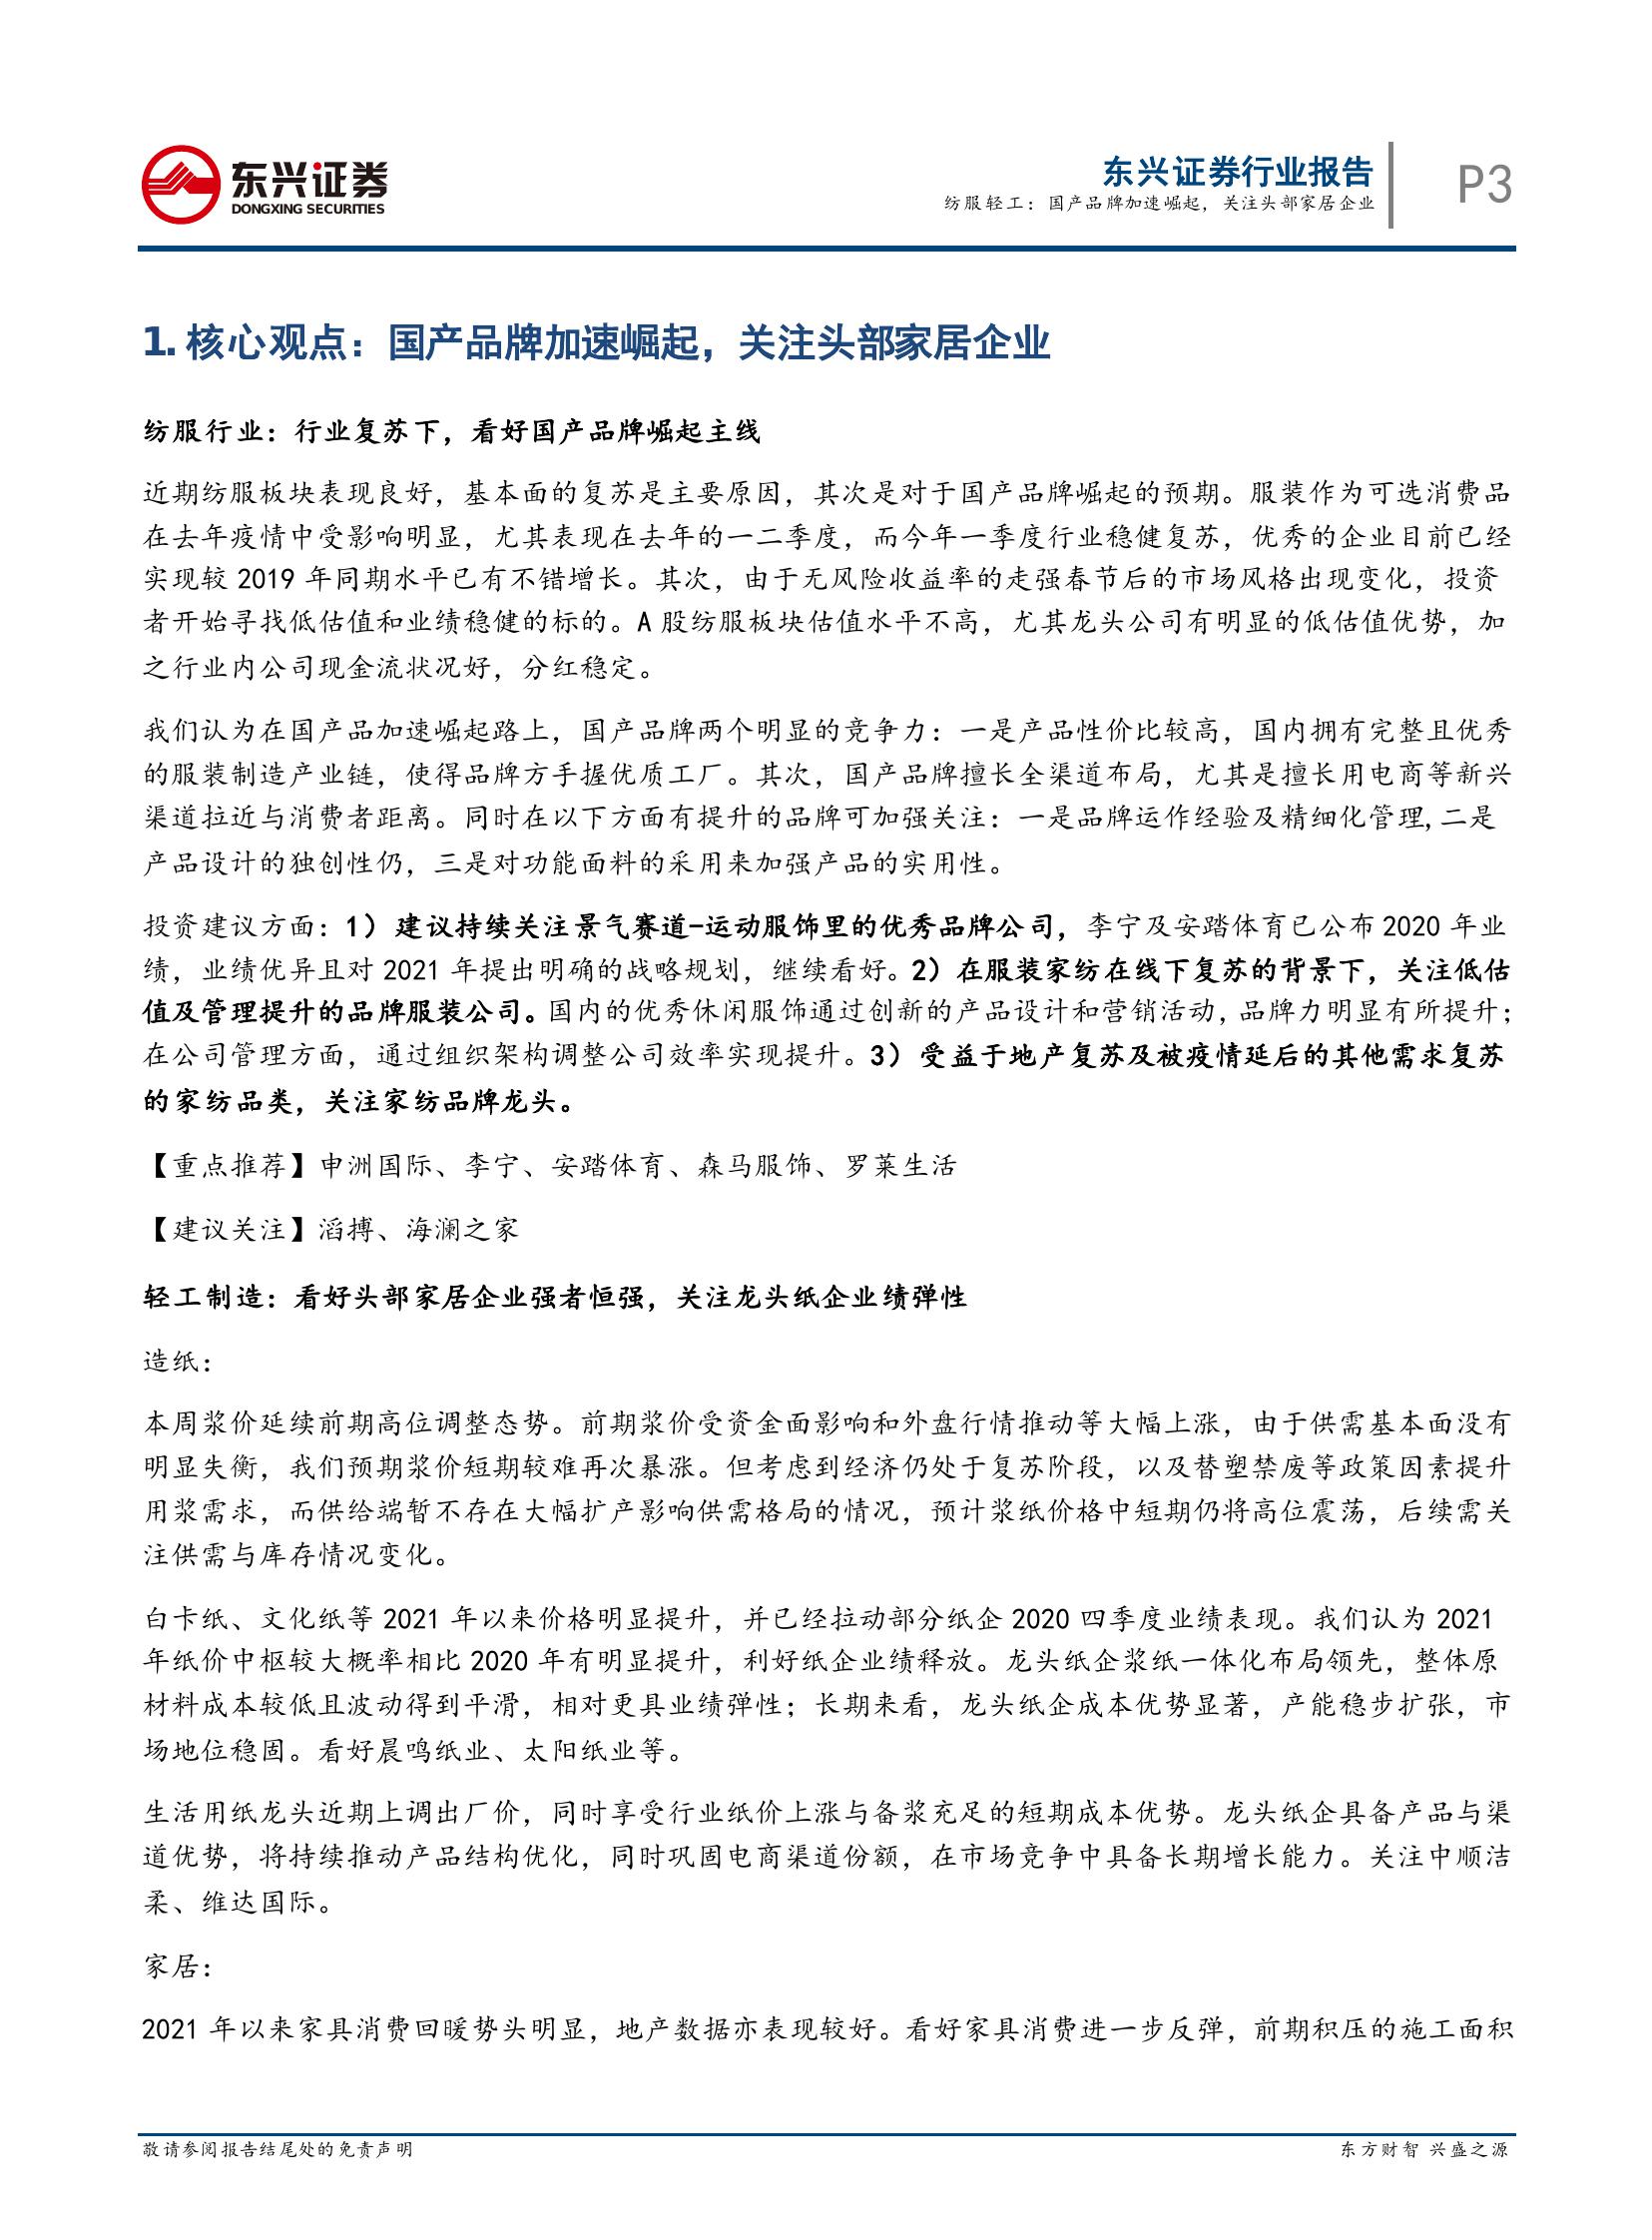 东兴证券
DONGXING SECURITIES
东兴证券行业报告
纺服轻工：国产品牌加速崛起，关注头部家居企业
P3
1. 核心观点：国产品牌加速崛起，关注头部家居企业
纺服行业：行业复苏下，看好国产品牌崛起主线
近期纺服板块表现良好，基本面的复苏是主要原因，其次是对于国产品牌崛起的预期。服装作为可选消费品
在去年疫情中受影响明显，尤其表现在去年的一二季度，而今年一季度行业稳健复苏，优秀的企业目前已经
实现较 2019 年同期水平已有不错增长。其次，由于无风险收益率的走强春节后的市场风格出现变化，投资
者开始寻找低估值和业绩稳健的标的。A 股纺服板块估值水平不高，尤其龙头公司有明显的低估值优势，加
之行业内公司现金流状况好，分红稳定。
我们认为在国产品加速崛起路上，国产品牌两个明显的竞争力：一是产品性价比较高，国内拥有完整且优秀
的服装制造产业链，使得品牌方手握优质工厂。其次，国产品牌擅长全渠道布局，尤其是擅长用电商等新兴
渠道拉近与消费者距离。同时在以下方面有提升的品牌可加强关注：一是品牌运作经验及精细化管理,二是
产品设计的独创性仍，三是对功能面料的采用来加强产品的实用性。
投资建议方面：1）建议持续关注景气赛道-运动服饰里的优秀品牌公司，李宁及安踏体育已公布 2020 年业
绩，业绩优异且对 2021 年提出明确的战略规划，继续看好。2）在服装家纺在线下复苏的背景下，关注低估
值及管理提升的品牌服装公司。国内的优秀休闲服饰通过创新的产品设计和营销活动,品牌力明显有所提升；
在公司管理方面，通过组织架构调整公司效率实现提升。3）受益于地产复苏及被疫情延后的其他需求复苏
的家纺品类，关注家纺品牌龙头。
【重点推荐】申洲国际、李宁、安踏体育、森马服饰、罗莱生活
【建议关注】滔搏、海澜之家
轻工制造：看好头部家居企业强者恒强，关注龙头纸企业绩弹性
造纸：
本周浆价延续前期高位调整态势。前期浆价受资金面影响和外盘行情推动等大幅上涨，由于供需基本面没有
明显失衡，我们预期浆价短期较难再次暴涨。但考虑到经济仍处于复苏阶段，以及替塑禁废等政策因素提升
用浆需求，而供给端暂不存在大幅扩产影响供需格局的情况，预计浆纸价格中短期仍将高位震荡，后续需关
注供需与库存情况变化。
白卡纸、文化纸等 2021 年以来价格明显提升，并已经拉动部分纸企 2020 四季度业绩表现。我们认为 2021
年纸价中枢较大概率相比 2020 年有明显提升，利好纸企业绩释放。龙头纸企浆纸一体化布局领先，整体原
材料成本较低且波动得到平滑，相对更具业绩弹性；长期来看，龙头纸企成本优势显著，产能稳步扩张，市
场地位稳固。看好晨鸣纸业、太阳纸业等。
生活用纸龙头近期上调出厂价，同时享受行业纸价上涨与备浆充足的短期成本优势。龙头纸企具备产品与渠
道优势，将持续推动产品结构优化，同时巩固电商渠道份额，在市场竞争中具备长期增长能力。关注中顺洁
柔、维达国际。
家居：
2021 年以来家具消费回暖势头明显，地产数据亦表现较好。看好家具消费进一步反弹，前期积压的施工面积
敬请参阅报告结尾处的免责声明
东方财智 兴盛之源